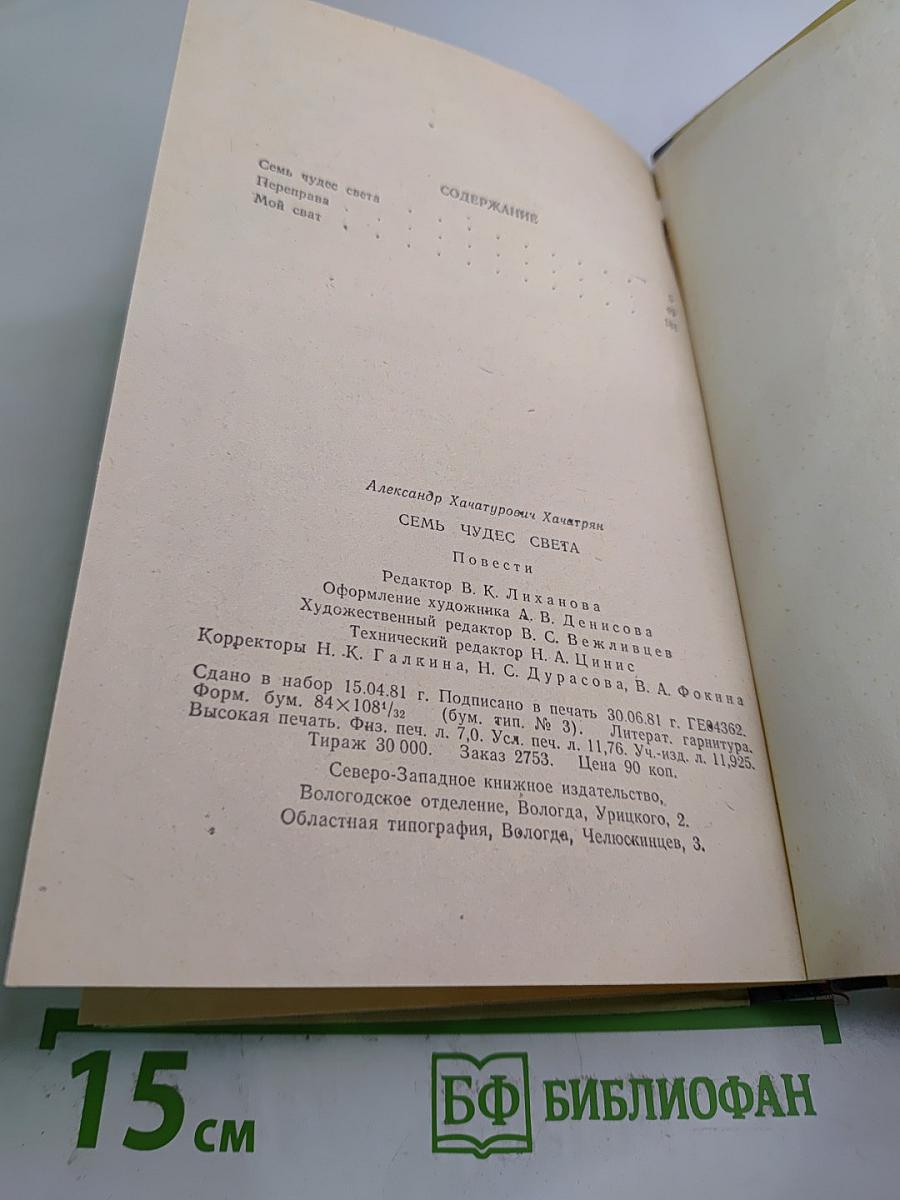 СОДЕРЖАНИЕ
Семь чудес света
Переправа
Мой сват
Александр Хачатурович Хачатрян
СЕМЬ ЧУДЕС СВЕТА
Повести
Редактор В. К. Лиханова
Оформление художника А. В. Денисова
Художественный редактор В. С. Вежливцев
Технический редактор Н. А. Цинис
Корректоры Н. К. Галкина, Н. С. Дурасова, В. А. Фокина
Сдано в набор 15.04.81 г. Подписано в печать 30.06.81 г. ГЕ04362.
Форм. бум. 84×108¹/₃₂ (бум. тип. № 3). Литерат. гарнитура.
Высокая печать. Физ. печ. л. 7,0. Усл. печ. л. 11,76. Уч.-изд. л. 11,925.
Тираж 30 000. Заказ 2753. Цена 90 коп.
Северо-Западное книжное издательство,
Вологодское отделение, Вологда, Урицкого, 2.
Областная типография, Вологда, Челюскинцев, 3.
15 см
БФ БИБЛИОФАН